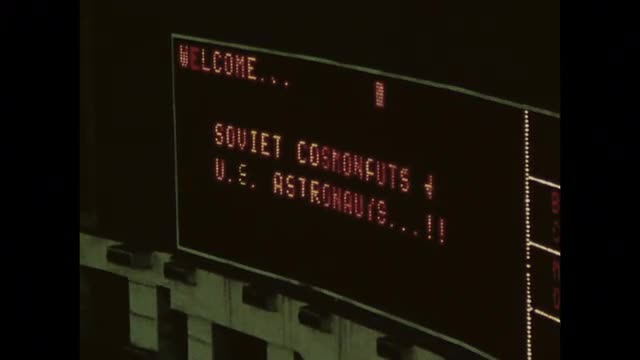 WELCOME...
SOVIET COSMONAUTS &
U.S. ASTRONAUTS...!!